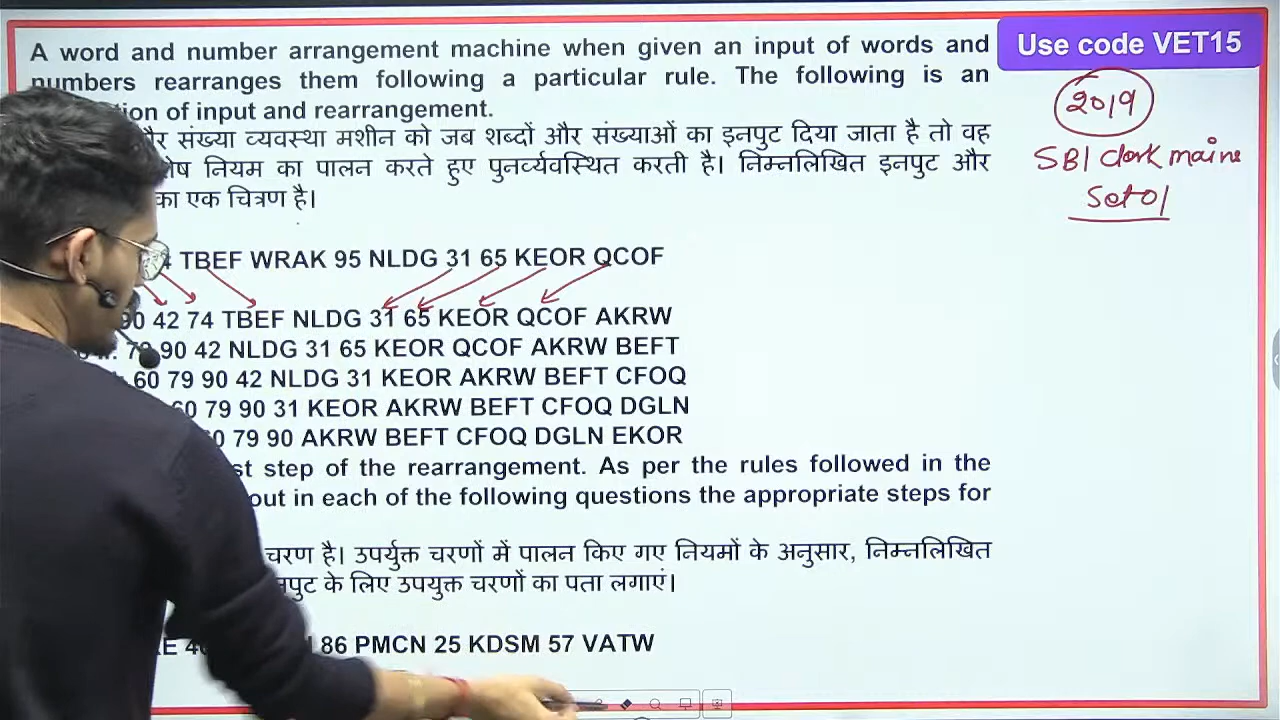 A word and number arrangement machine when given an input of words and
numbers rearranges them following a particular rule. The following is an
of input and rearrangement.
संख्या व्यवस्था मशीन को जब शब्दों और संख्याओं का इनपुट दिया जाता है तो वह
नियम का पालन करते हुए पुनर्व्यवस्थित करती है। निम्नलिखित इनपुट और
का एक चित्रण है।
TBEF WRAK 95 NLDG 31 65 KEOR QCOF
90 42 74 TBEF NLDG 31 65 KEOR QCOF AKRW
90 42 NLDG 31 65 KEOR QCOF AKRW BEFT
60 79 90 42 NLDG 31 KEOR AKRW BEFT CFOQ
60 79 90 31 KEOR AKRW BEFT CFOQ DGLN
79 90 AKRW BEFT CFOQ DGLN EKOR
step of the rearrangement. As per the rules followed in the
out in each of the following questions the appropriate steps for
चरण है। उपर्युक्त चरणों में पालन किए गए नियमों के अनुसार, निम्नलिखित
के लिए उपयुक्त चरणों का पता लगाएं।
86 PMCN 25 KDSM 57 VATW
Use code VET15
2019
SBI clerk mains
Set 01